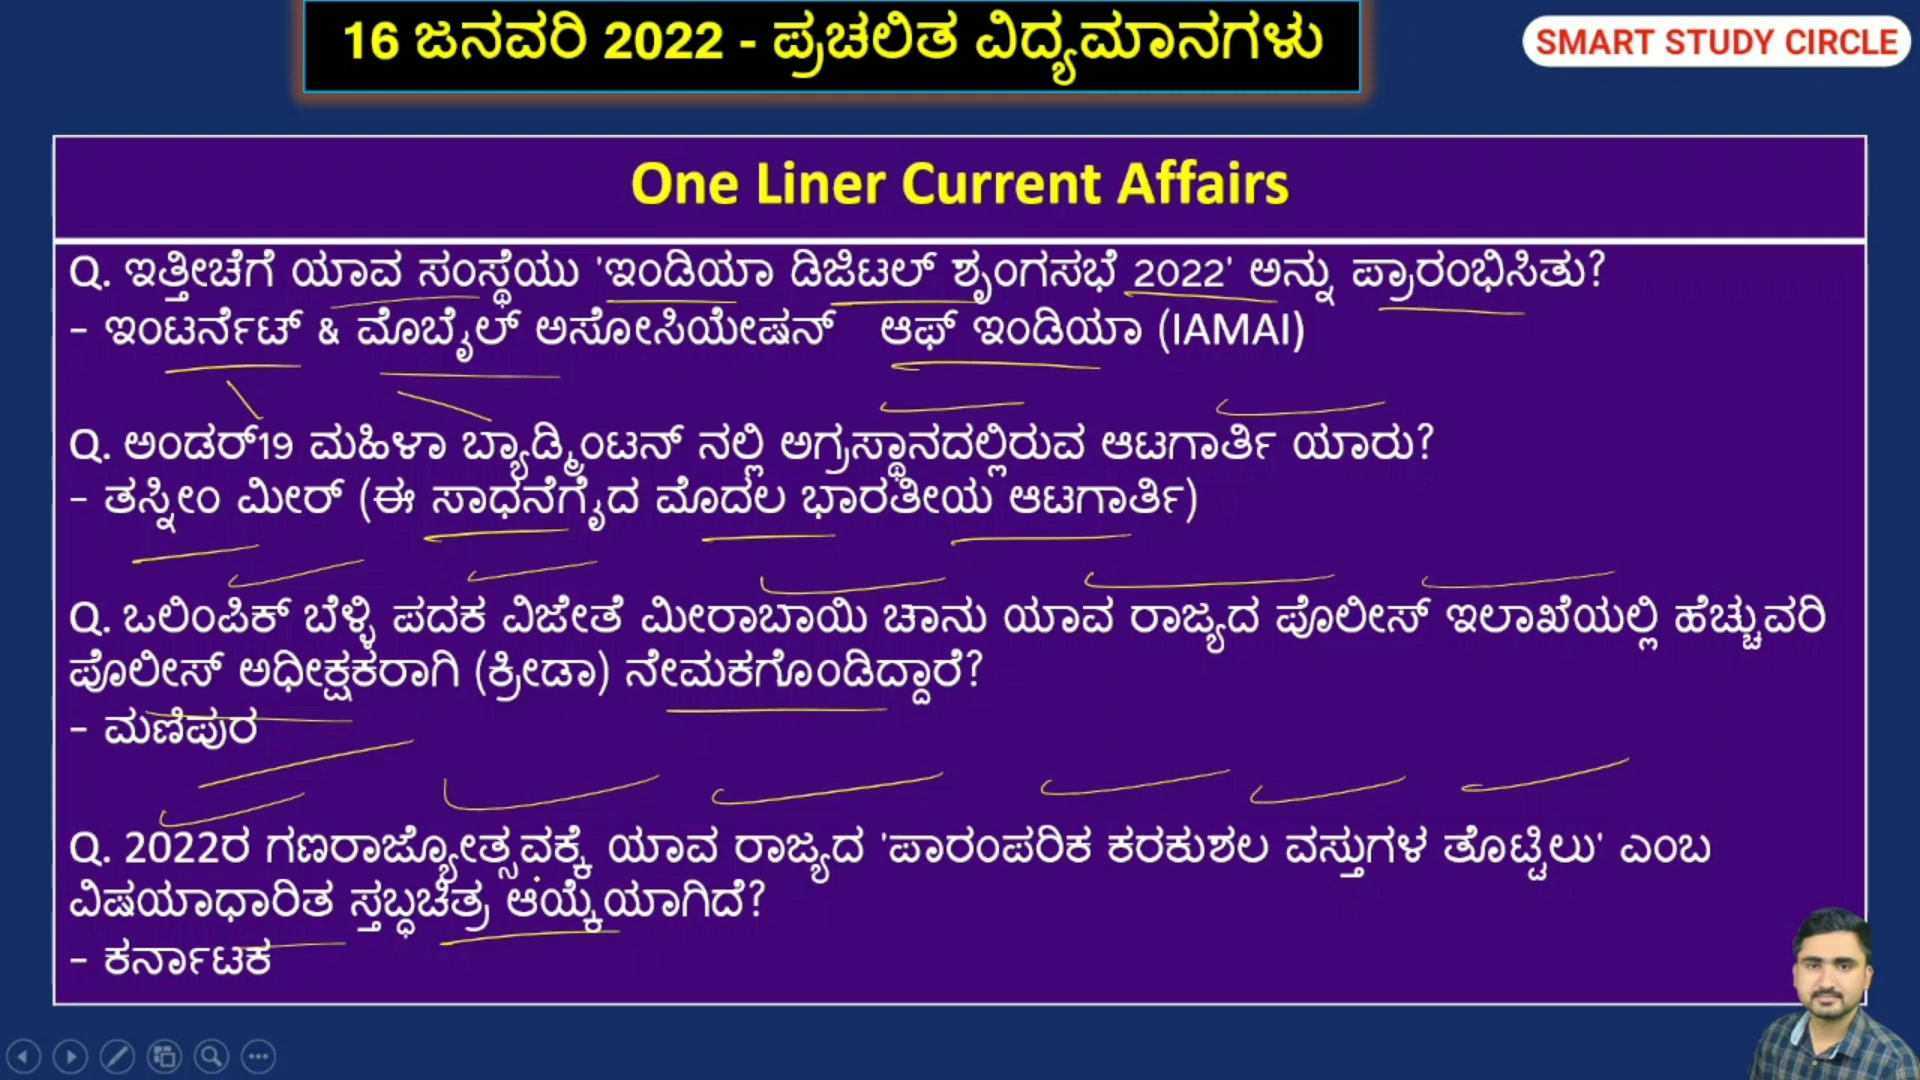 16 ಜನವರಿ 2022 - ಪ್ರಚಲಿತ ವಿದ್ಯಮಾನಗಳು
SMART STUDY CIRCLE
One Liner Current Affairs
Q. ಇತ್ತೀಚೆಗೆ ಯಾವ ಸಂಸ್ಥೆಯು 'ಇಂಡಿಯಾ ಡಿಜಿಟಲ್ ಶೃಂಗಸಭೆ 2022' ಅನ್ನು ಪ್ರಾರಂಭಿಸಿತು?
- ಇಂಟರ್ನೆಟ್ & ಮೊಬೈಲ್ ಅಸೋಸಿಯೇಷನ್ ಆಫ್ ಇಂಡಿಯಾ (IAMAI)
Q. ಅಂಡರ್19 ಮಹಿಳಾ ಬ್ಯಾಡ್ಮಿಂಟನ್ ನಲ್ಲಿ ಅಗ್ರಸ್ಥಾನದಲ್ಲಿರುವ ಆಟಗಾರ್ತಿ ಯಾರು?
- ತಸ್ನೀಂ ಮೀರ್ (ಈ ಸಾಧನೆಗೈದ ಮೊದಲ ಭಾರತೀಯ ಆಟಗಾರ್ತಿ)
Q. ಒಲಿಂಪಿಕ್ ಬೆಳ್ಳಿ ಪದಕ ವಿಜೇತೆ ಮೀರಾಬಾಯಿ ಚಾನು ಯಾವ ರಾಜ್ಯದ ಪೊಲೀಸ್ ಇಲಾಖೆಯಲ್ಲಿ ಹೆಚ್ಚುವರಿ
ಪೊಲೀಸ್ ಅಧೀಕ್ಷಕರಾಗಿ (ಕ್ರೀಡಾ) ನೇಮಕಗೊಂಡಿದ್ದಾರೆ?
- ಮಣಿಪುರ
Q. 2022ರ ಗಣರಾಜ್ಯೋತ್ಸವಕ್ಕೆ ಯಾವ ರಾಜ್ಯದ 'ಪಾರಂಪರಿಕ ಕರಕುಶಲ ವಸ್ತುಗಳ ತೊಟ್ಟಿಲು' ಎಂಬ
ವಿಷಯಾಧಾರಿತ ಸ್ತಬ್ಧಚಿತ್ರ ಆಯ್ಕೆಯಾಗಿದೆ?
- ಕರ್ನಾಟಕ